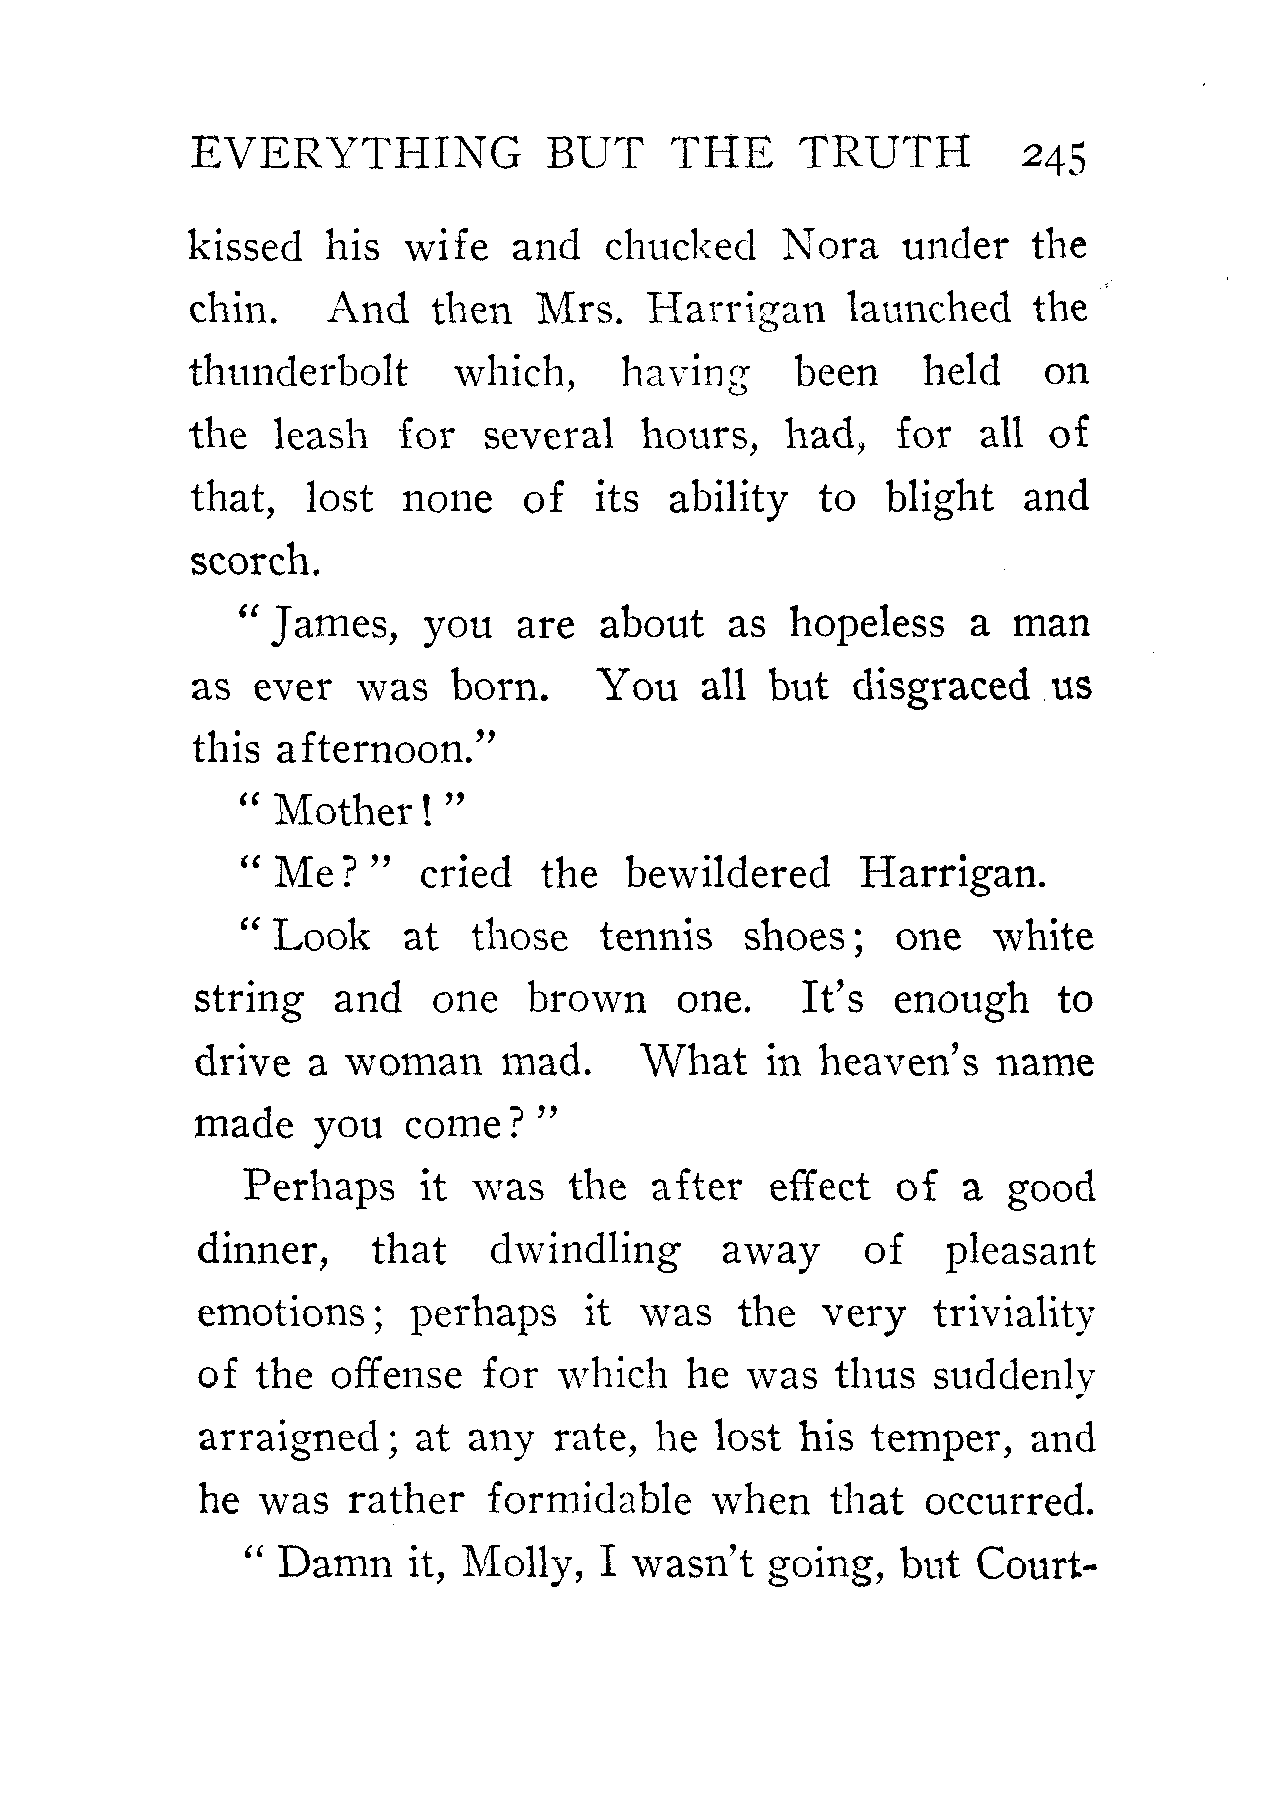 EVERYTHING BUT THE TRUTH 245
kissed his wife and chucked Nora under the
chin. And then Mrs. Harrigan launched the
thunderbolt which, having been held on
the leash for several hours, had, for all of
that, lost none of its ability to blight and
scorch.
“ James, you are about as hopeless a man
as ever was born. You all but disgraced us
this afternoon.”
“ Mother ! ”
“ Me ? ” cried the bewildered Harrigan.
“ Look at those tennis shoes ; one white
string and one brown one. It’s enough to
drive a woman mad. What in heaven’s name
made you come ? ”
Perhaps it was the after effect of a good
dinner, that dwindling away of pleasant
emotions ; perhaps it was the very triviality
of the offense for which he was thus suddenly
arraigned ; at any rate, he lost his temper, and
he was rather formidable when that occurred.
“ Damn it, Molly, I wasn’t going, but Court-